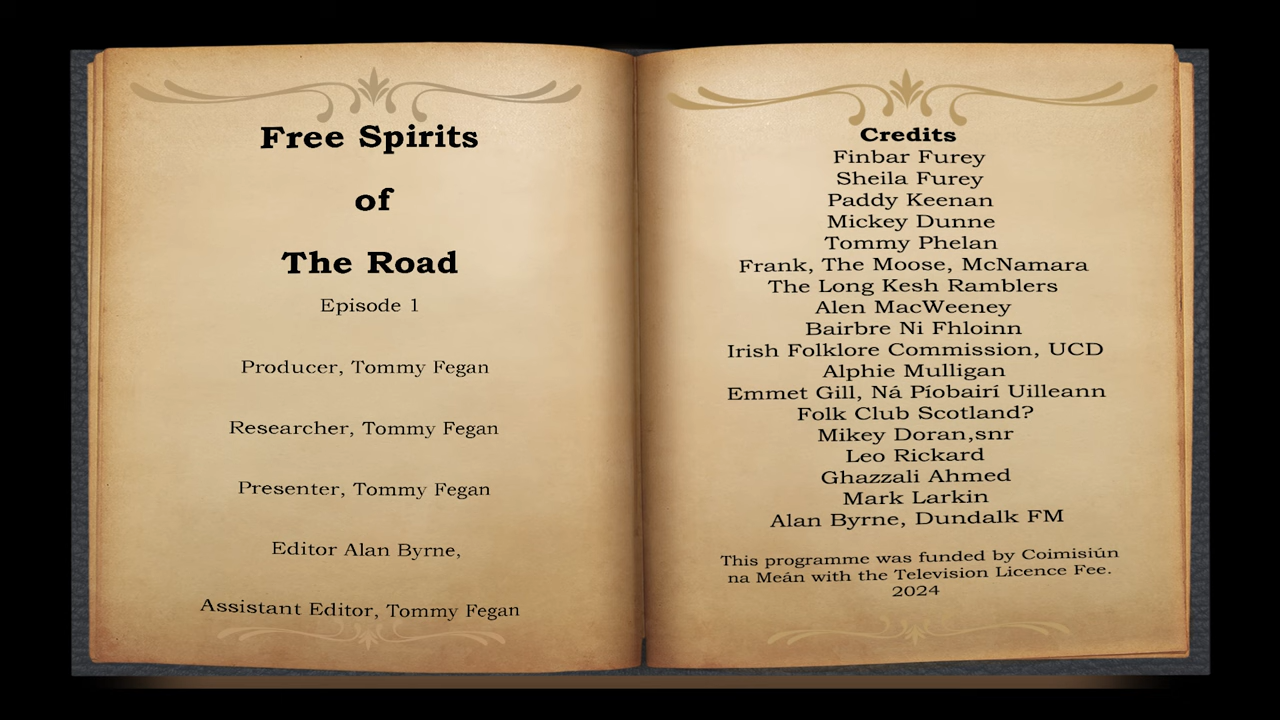 Free Spirits
of
The Road
Episode 1
Producer, Tommy Fegan
Researcher, Tommy Fegan
Presenter, Tommy Fegan
Editor Alan Byrne,
Assistant Editor, Tommy Fegan
Credits
Finbar Furey
Sheila Furey
Paddy Keenan
Mickey Dunne
Tommy Phelan
Frank, The Moose, McNamara
The Long Kesh Ramblers
Alen MacWeeney
Bairbre Ni Fhloinn
Irish Folklore Commission, UCD
Alphie Mulligan
Emmet Gill, Ná Píobairí Uilleann
Folk Club Scotland?
Mikey Doran,snr
Leo Rickard
Ghazzali Ahmed
Mark Larkin
Alan Byrne, Dundalk FM
This programme was funded by Coimisiún
na Meán with the Television Licence Fee.
2024